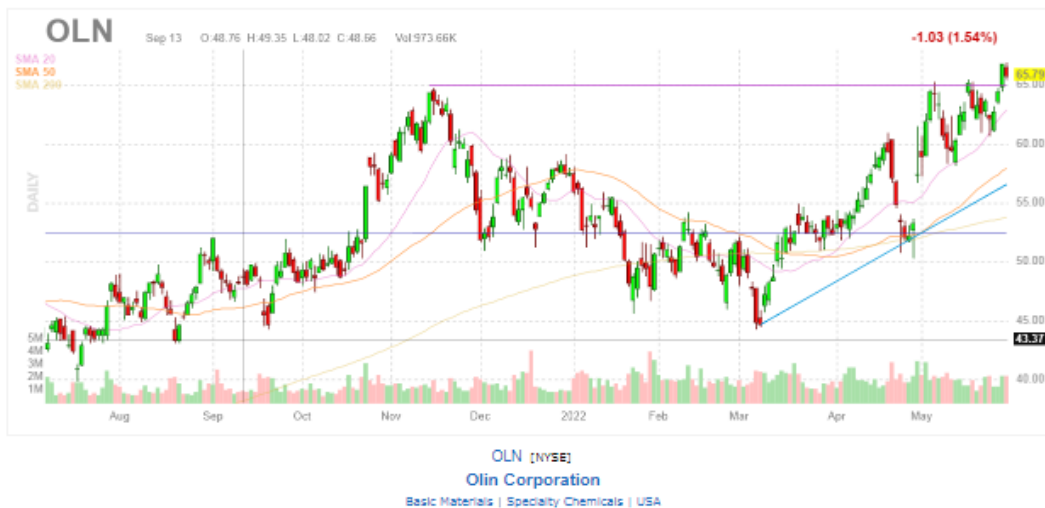 OLN Sep 13 O:48.76 H:49.35 L:48.02 C:48.66 Vol:973.66K -1.03 (1.54%)
SMA 20
SMA 50
SMA 200
65.79
65.00
60.00
DAILY
55.00
50.00
45.00
5M 43.37
4M
3M
2M 40.00
1M
Aug Sep Oct Nov Dec 2022 Feb Mar Apr May
OLN [NYSE]
Olin Corporation
Basic Materials | Specialty Chemicals | USA